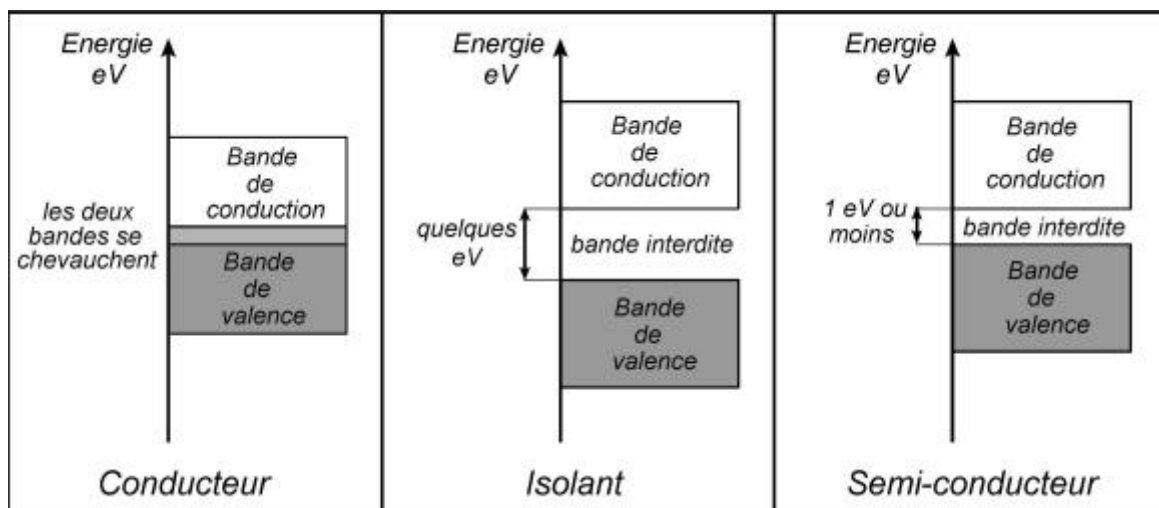 Energie
eV
Bande
de
conduction
les deux
bandes se
chevauchent
Bande
de
valence
Conducteur
Energie
eV
Bande
de
conduction
quelques
eV
bande interdite
Bande
de
valence
Isolant
Energie
eV
Bande
de
conduction
1 eV ou
moins
bande interdite
Bande
de
valence
Semi-conducteur